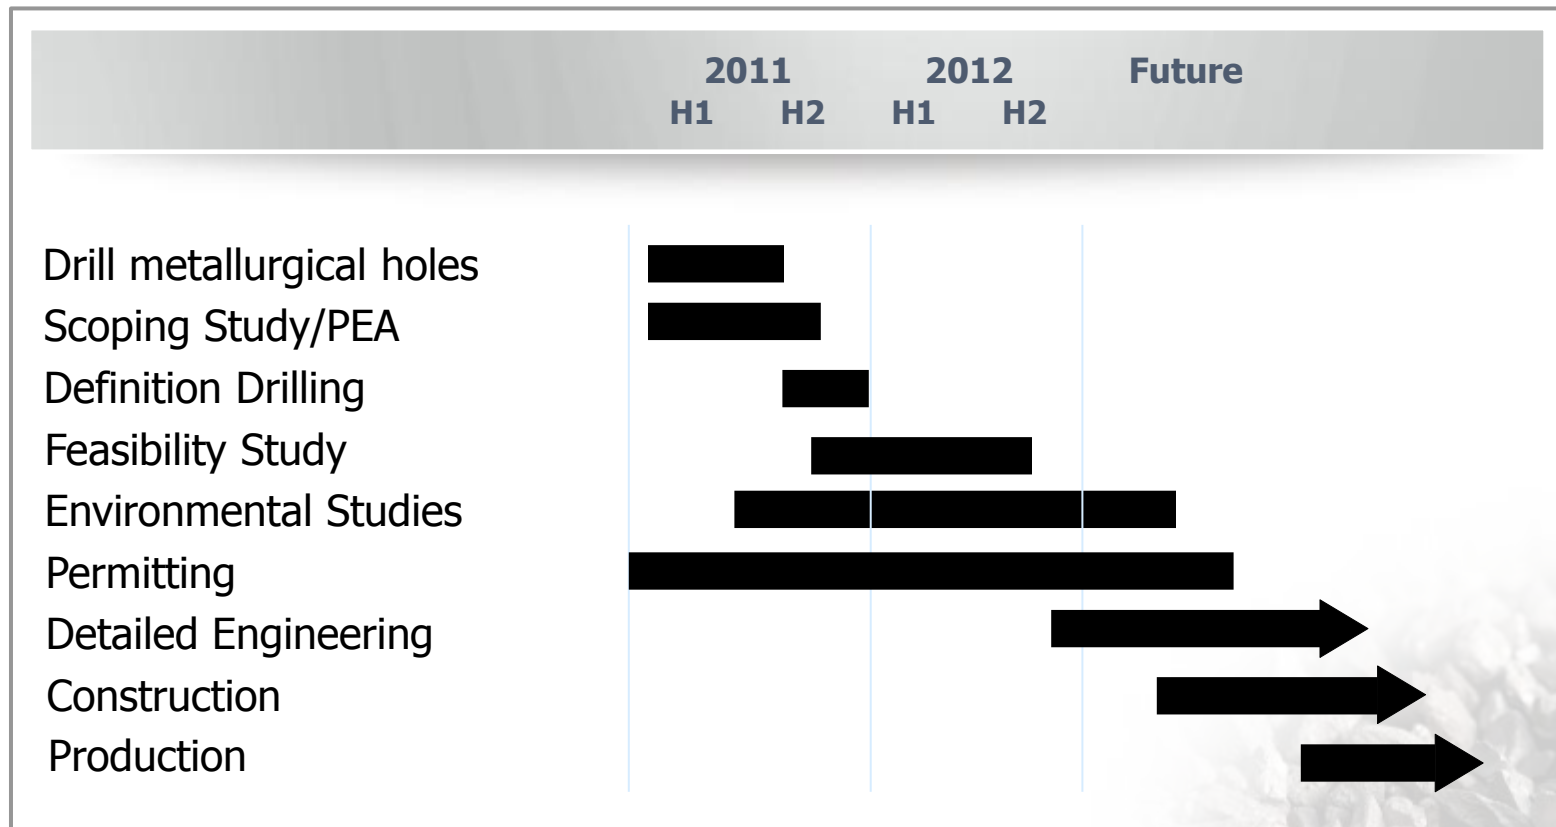 2011 2012 Future
H1 H2 H1 H2
Drill metallurgical holes
Scoping Study/PEA
Definition Drilling
Feasibility Study
Environmental Studies
Permitting
Detailed Engineering
Construction
Production